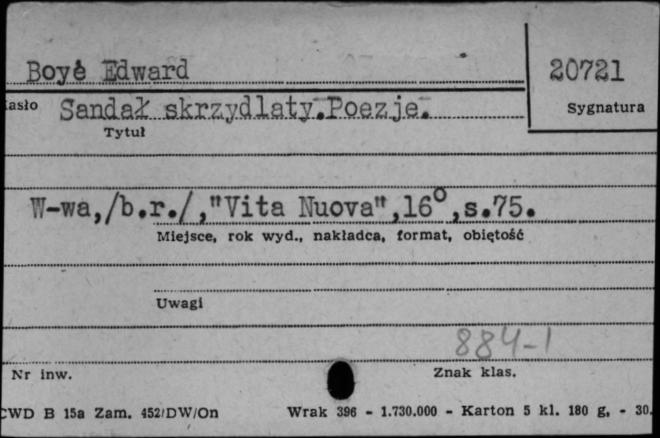 Boyé Edward
20721
Sygnatura
asło Sandał skrzydlaty.Poezje.
Tytuł
W-wa,/b.r./,"Vita Nuova",16°,s.75.
Miejsce, rok wyd., nakładca, format, objętość
Uwagi
884-1
Nr inw.
Znak klas.
CWD B 15a Zam. 452/DW/On Wrak 396 - 1.730.000 - Karton 5 kl. 180 g. - 30.